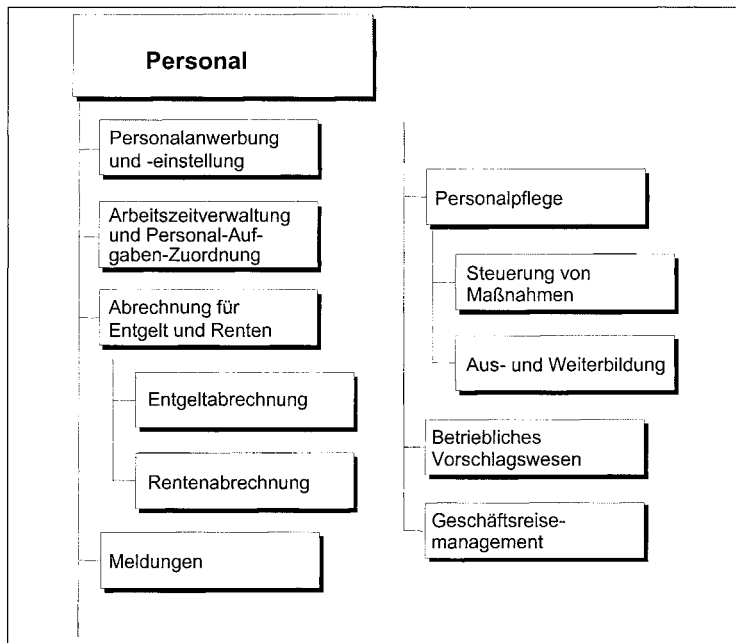 Personal
Personalanwerbung
und -einstellung
Arbeitszeitverwaltung
und Personal-Auf-
gaben-Zuordnung
Abrechnung für
Entgelt und Renten
Entgeltabrechnung
Rentenabrechnung
Meldungen
Personalpflege
Steuerung von
Maßnahmen
Aus- und Weiterbildung
Betriebliches
Vorschlagswesen
Geschäftsreise-
management